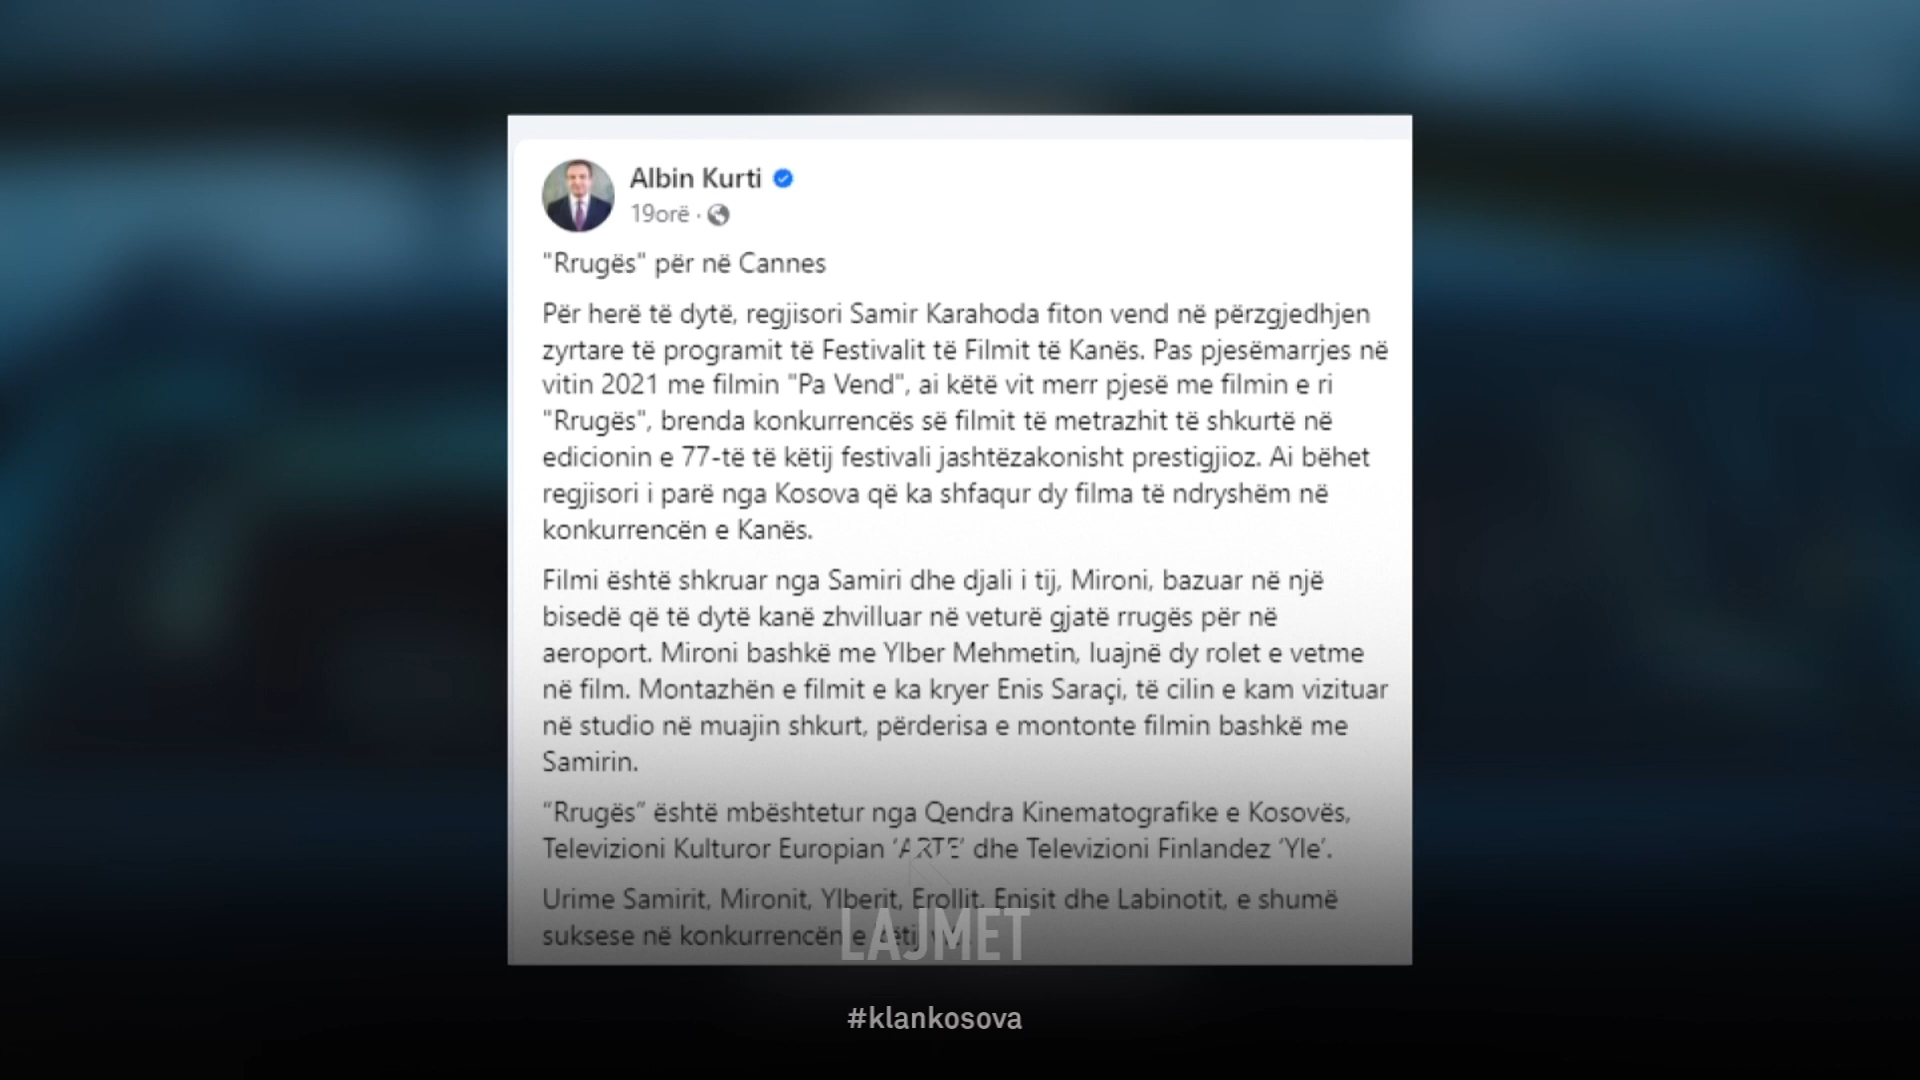 Albin Kurti
19orë
"Rrugës" për në Cannes
Për herë të dytë, regjisori Samir Karahoda fiton vend në përzgjedhjen
zyrtare të programit të Festivalit të Filmit të Kanës. Pas pjesëmarrjes në
vitin 2021 me filmin "Pa Vend", ai këtë vit merr pjesë me filmin e ri
"Rrugës", brenda konkurrencës së filmit të metrazhit të shkurtë në
edicionin e 77-të të këtij festivali jashtëzakonisht prestigjioz. Ai bëhet
regjisori i parë nga Kosova që ka shfaqur dy filma të ndryshëm në
konkurrencën e Kanës.
Filmi është shkruar nga Samiri dhe djali i tij, Mironi, bazuar në një
bisedë që të dytë kanë zhvilluar në veturë gjatë rrugës për në
aeroport. Mironi bashkë me Ylber Mehmetin, luajnë dy rolet e vetme
në film. Montazhën e filmit e ka kryer Enis Saraçi, të cilin e kam vizituar
në studio në muajin shkurt, përderisa e montonte filmin bashkë me
Samirin.
“Rrugës” është mbështetur nga Qendra Kinematografike e Kosovës,
Televizioni Kulturor Europian ‘ARTE’ dhe Televizioni Finlandez ‘Yle’.
Urime Samirit, Mironit, Ylberit, Erollit, Enisit dhe Labinotit, e shumë
suksese në konkurrencën e
LAJMET
#klankosova